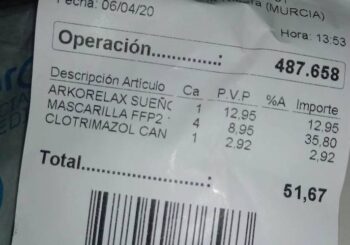 Fecha: 06/04/20 (MURCIA)
Hora: 13:53
Operación: 487.658
Descripción Artículo Ca P.V.P %A Importe
ARKORELAX SUEÑO 1 12,95 12,95
MASCARILLA FFP2 4 8,95 35,80
CLOTRIMAZOL CAN 1 2.92 2,92
Total 51,67